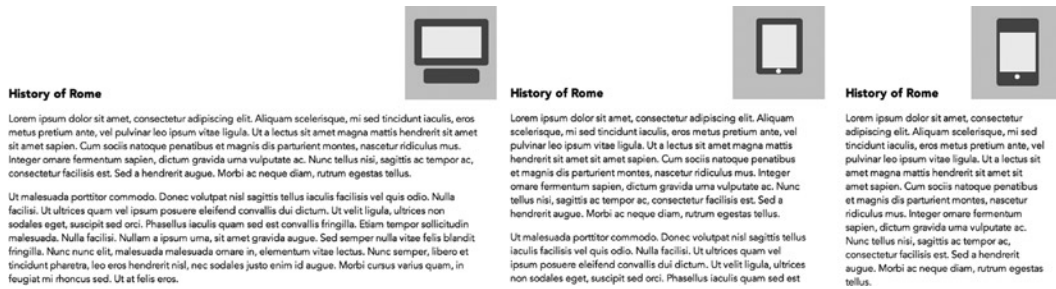 History of Rome
Lorem ipsum dolor sit amet, consectetur adipiscing elit. Aliquam scelerisque, mi sed tincidunt iaculis, eros
metus pretium ante, vel pulvinar leo ipsum vitae ligula. Ut a lectus sit amet magna mattis hendrerit sit amet
sit amet sapien. Cum sociis natoque penatibus et magnis dis parturient montes, nascetur ridiculus mus.
Integer ornare fermentum sapien, dictum gravida urna vulputate ac. Nunc tellus nisi, sagittis ac tempor ac,
consectetur facilisis est. Sed a hendrerit augue. Morbi ac neque diam, rutrum egestas tellus.
Ut malesuada porttitor commodo. Donec volutpat nisl sagittis tellus iaculis facilisis vel quis odio. Nulla
facilisi. Ut ultrices quam vel ipsum posuere eleifend convallis dui dictum. Ut velit ligula, ultrices non
sodales eget, suscipit sed orci. Phasellus iaculis quam sed est convallis fringilla. Etiam tempor sollicitudin
malesuada. Nulla facilisi. Nullam a ipsum urna, sit amet gravida augue. Sed semper nulla vitae felis blandit
fringilla. Nunc nunc elit, malesuada malesuada ornare in, elementum vitae lectus. Nunc semper, libero et
tincidunt pharetra, leo eros hendrerit nisl, nec sodales justo enim id augue. Morbi cursus varius quam, in
feugiat mi rhoncus sed. Ut at felis eros.
History of Rome
Lorem ipsum dolor sit amet, consectetur adipiscing elit. Aliquam
scelerisque, mi sed tincidunt iaculis, eros metus pretium ante, vel
pulvinar leo ipsum vitae ligula. Ut a lectus sit amet magna mattis
hendrerit sit amet sit amet sapien. Cum sociis natoque penatibus
et magnis dis parturient montes, nascetur ridiculus mus. Integer
ornare fermentum sapien, dictum gravida urna vulputate ac. Nunc
tellus nisi, sagittis ac tempor ac, consectetur facilisis est. Sed a
hendrerit augue. Morbi ac neque diam, rutrum egestas tellus.
Ut malesuada porttitor commodo. Donec volutpat nisl sagittis tellus
iaculis facilisis vel quis odio. Nulla facilisi. Ut ultrices quam vel
ipsum posuere eleifend convallis dui dictum. Ut velit ligula, ultrices
non sodales eget, suscipit sed orci. Phasellus iaculis quam sed est
History of Rome
Lorem ipsum dolor sit amet, consectetur
adipiscing elit. Aliquam scelerisque, mi sed
tincidunt iaculis, eros metus pretium ante, vel
pulvinar leo ipsum vitae ligula. Ut a lectus sit
amet magna mattis hendrerit sit amet sit
amet sapien. Cum sociis natoque penatibus
et magnis dis parturient montes, nascetur
ridiculus mus. Integer ornare fermentum
sapien, dictum gravida urna vulputate ac.
Nunc tellus nisi, sagittis ac tempor ac,
consectetur facilisis est. Sed a hendrerit
augue. Morbi ac neque diam, rutrum egestas
tellus.